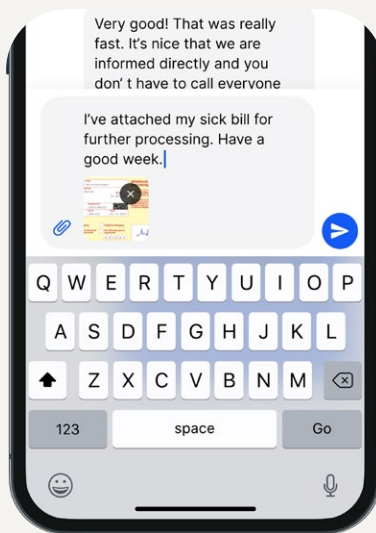 Very good! That was really
fast. It's nice that we are
informed directly and you
don' t have to call everyone
I've attached my sick bill for
further processing. Have a
good week.
Q W E R T Y U I O P
A S D F G H J K L
Z X C V B N M
123 space Go